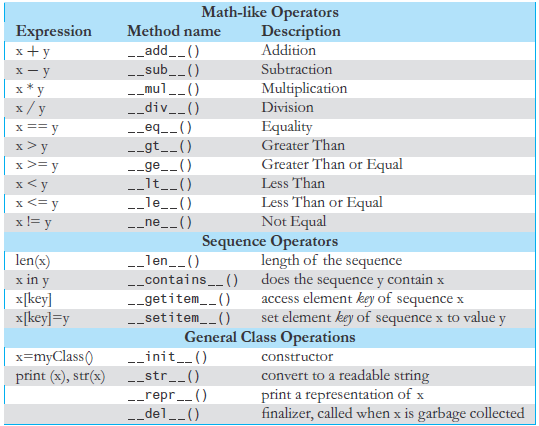 Math-like Operators
Expression Method name Description
x + y __add__() Addition
x − y __sub__() Subtraction
x * y __mul__() Multiplication
x / y __div__() Division
x == y __eq__() Equality
x > y __gt__() Greater Than
x >= y __ge__() Greater Than or Equal
x < y __lt__() Less Than
x <= y __le__() Less Than or Equal
x != y __ne__() Not Equal
Sequence Operators
len(x) __len__() length of the sequence
x in y __contains__() does the sequence y contain x
x[key] __getitem__() access element key of sequence x
x[key]=y __setitem__() set element key of sequence x to value y
General Class Operations
x=myClass() __init__() constructor
print (x), str(x) __str__() convert to a readable string
__repr__() print a representation of x
__del__() finalizer, called when x is garbage collected